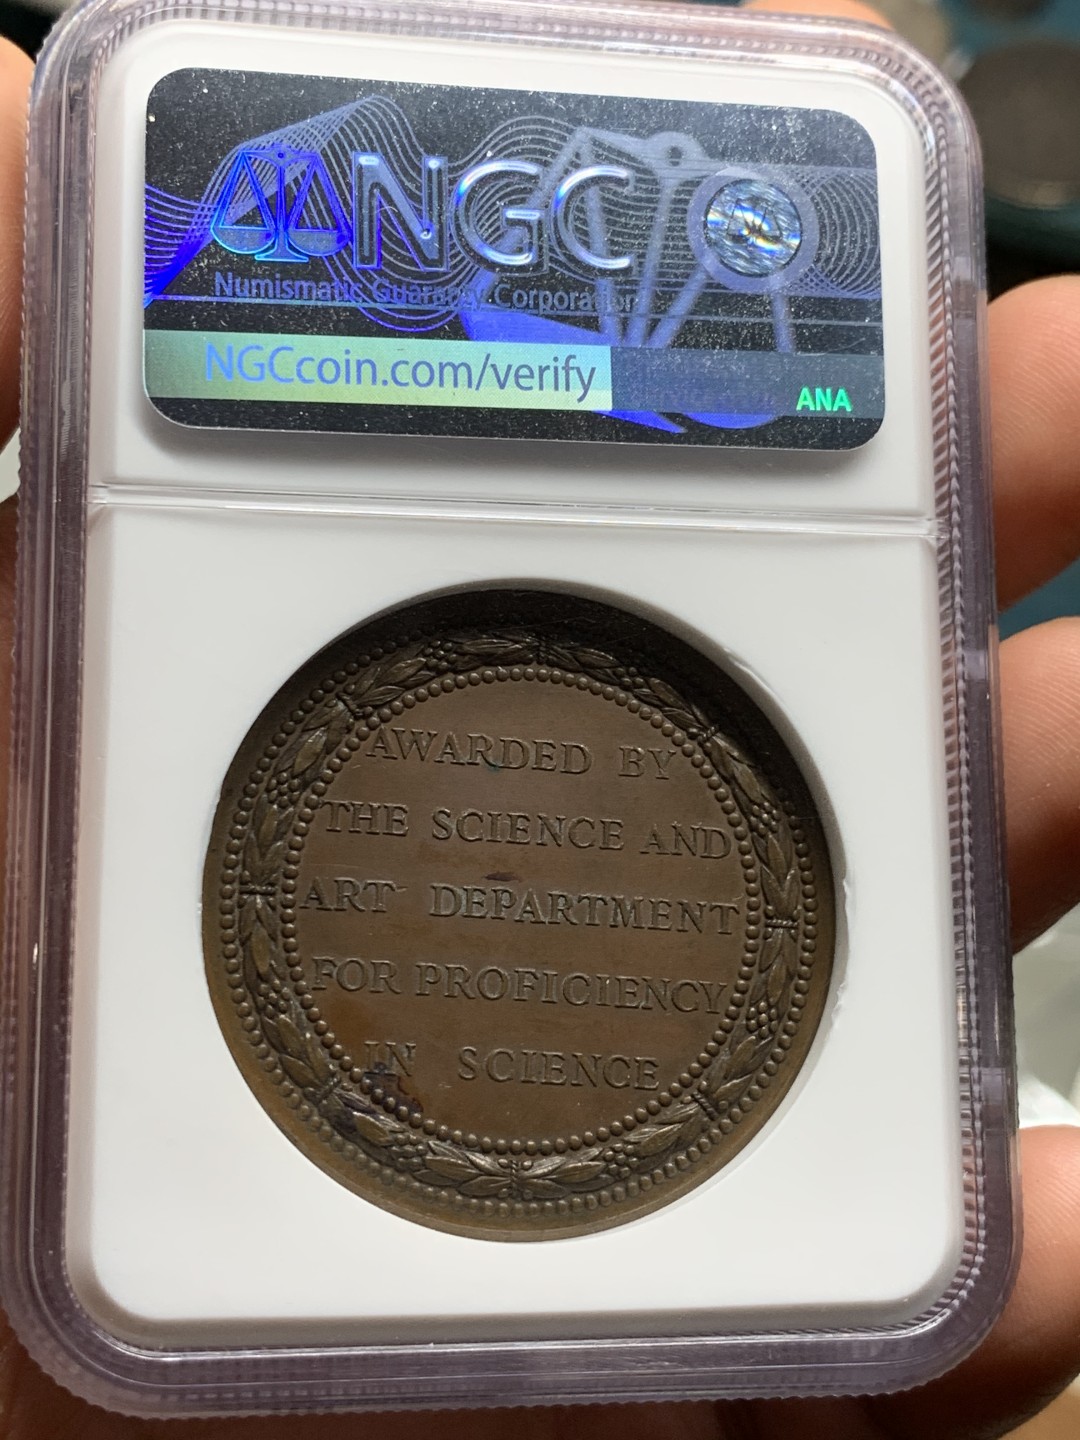 NGC
Numismatic Guaranty Corporation
NGCcoin.com/verify
ANA
AWARDED BY
THE SCIENCE AND
ART DEPARTMENT
FOR PROFICIENCY
IN SCIENCE